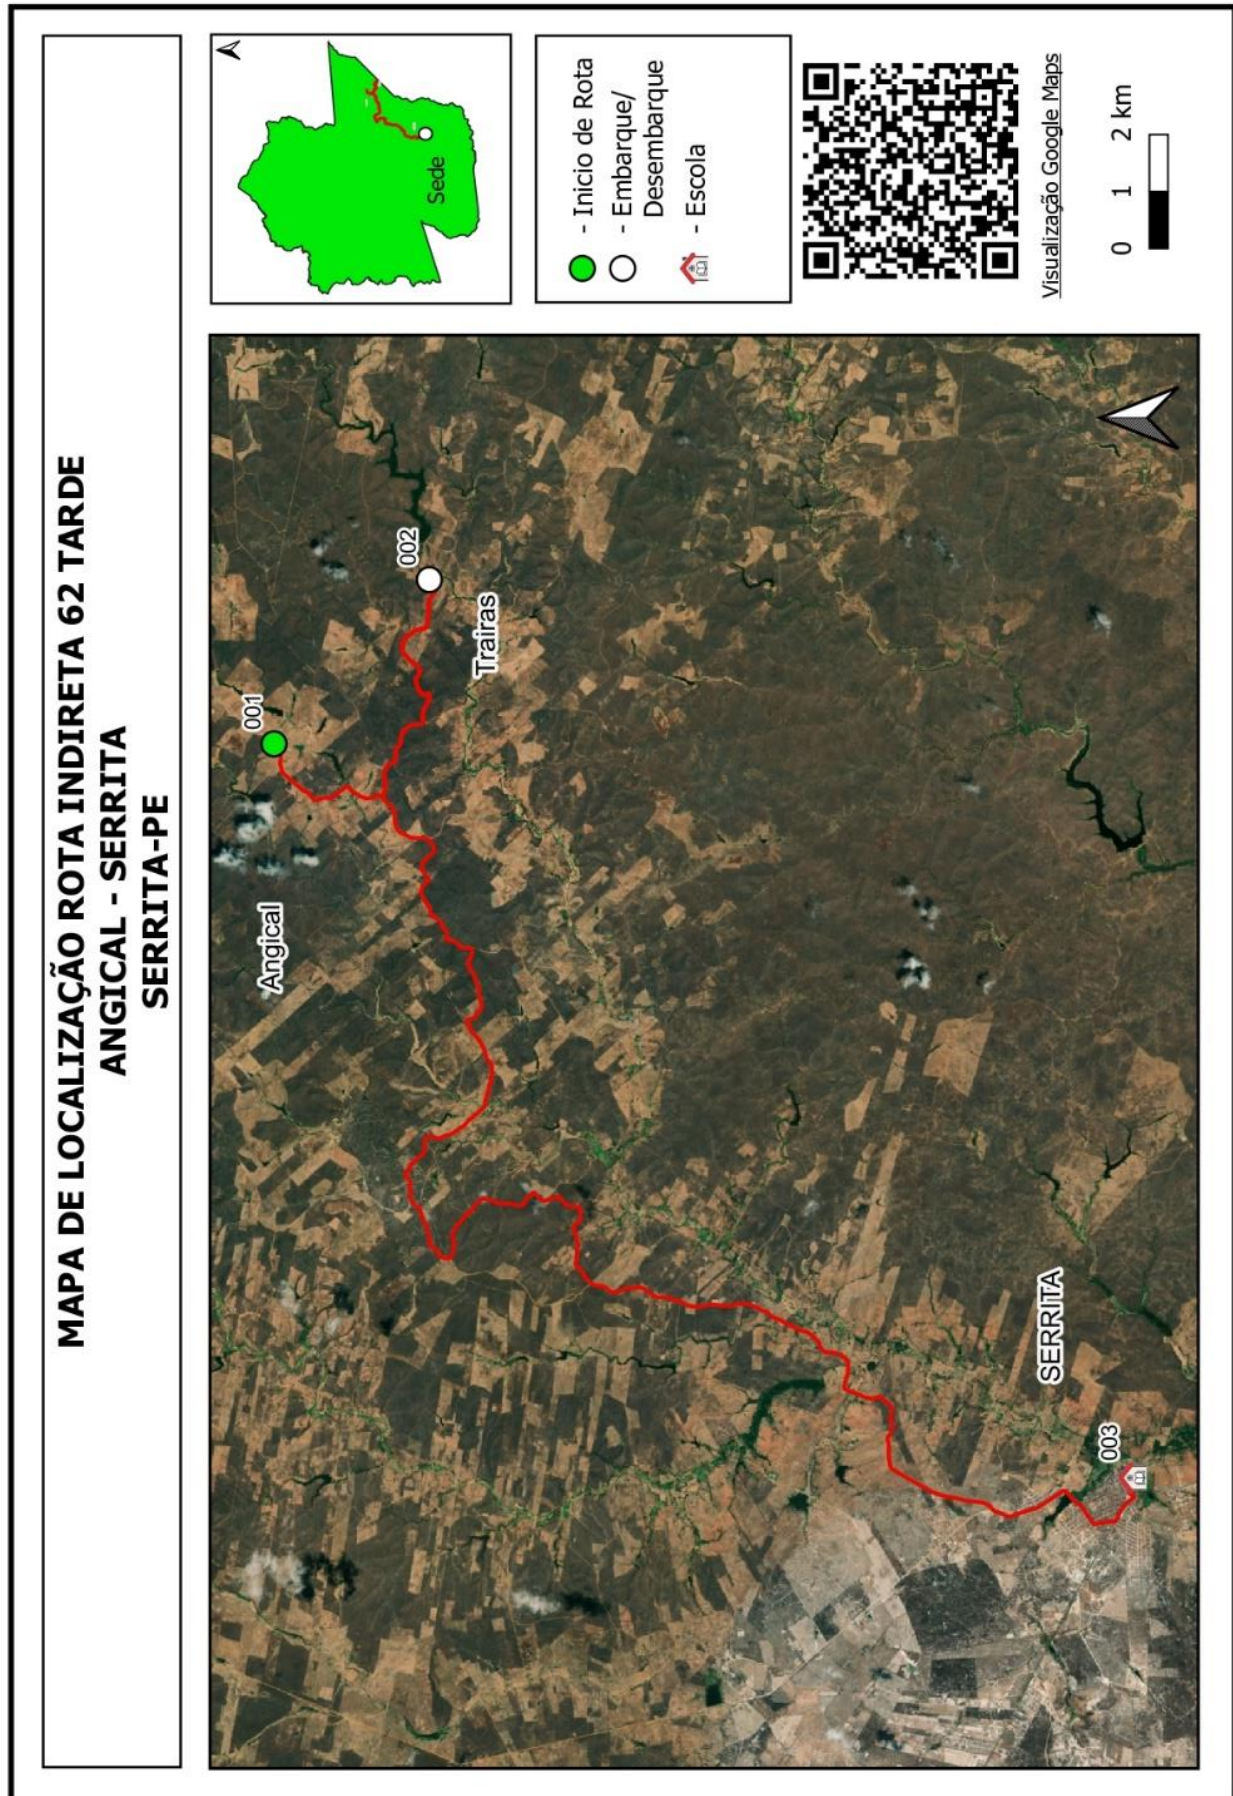 MAPA DE LOCALIZAÇÃO ROTA INDIRETA 62 TARDE
ANGICAL - SERRITA
SERRITA-PE
Sede
- Inicio de Rota
- Embarque/
Desembarque
- Escola
Visualização Google Maps
0 1 2 km
001
002
Trairas
Angical
SERRITA
003